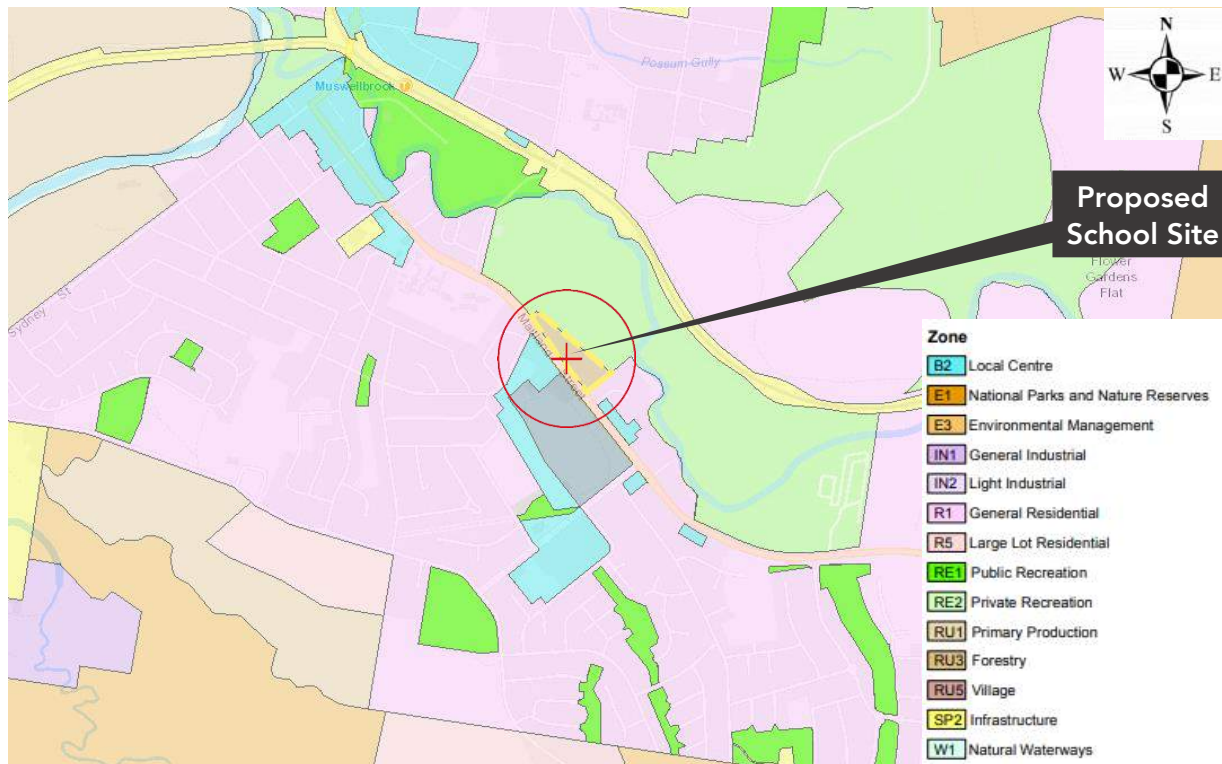 N
W E
S
Possum Gully
Muswellbrook
Proposed
School Site
Flower
Gardens
Flat
Sydney St
Zone
B2 Local Centre
E1 National Parks and Nature Reserves
E3 Environmental Management
IN1 General Industrial
IN2 Light Industrial
R1 General Residential
R5 Large Lot Residential
RE1 Public Recreation
RE2 Private Recreation
RU1 Primary Production
RU3 Forestry
RU5 Village
SP2 Infrastructure
W1 Natural Waterways